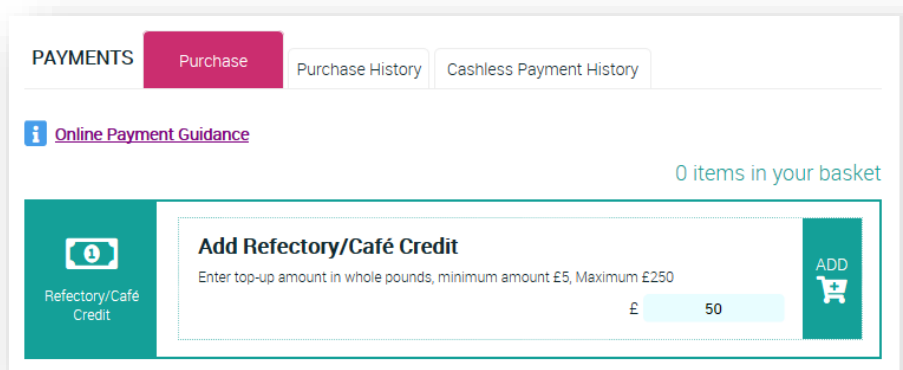 PAYMENTS Purchase Purchase History Cashless Payment History
i Online Payment Guidance
0 items in your basket
1
Refectory/Café
Credit
Add Refectory/Café Credit
Enter top-up amount in whole pounds, minimum amount £5, Maximum £250
£ 50
ADD